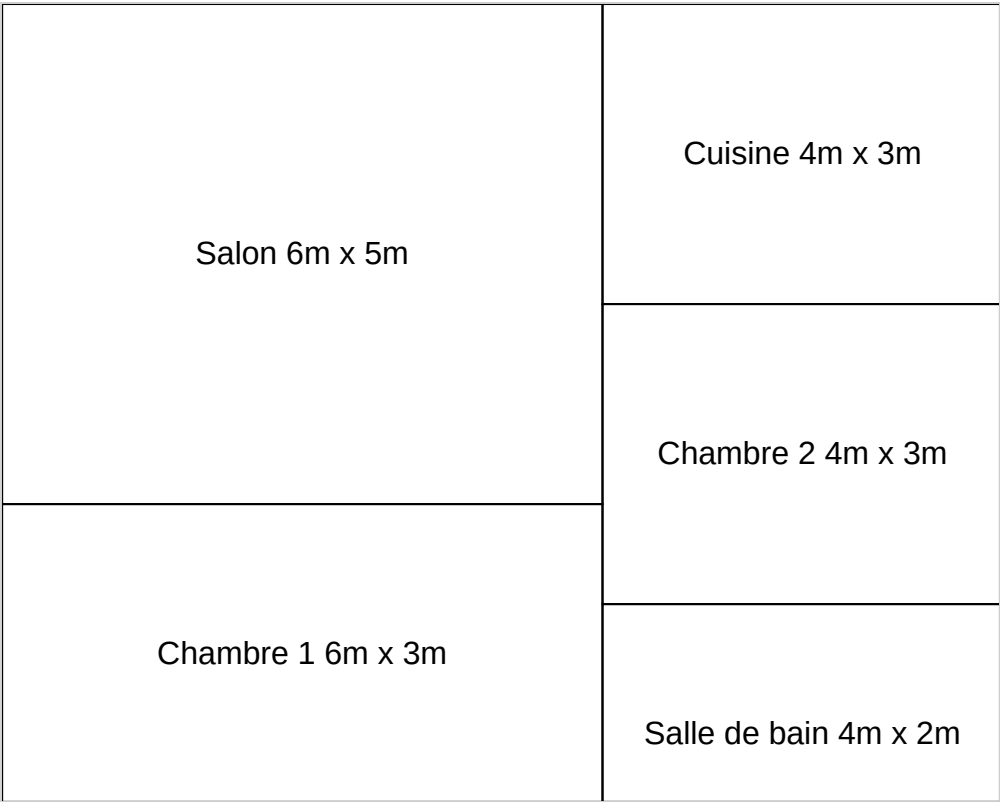 Salon 6m x 5m
Cuisine 4m x 3m
Chambre 1 6m x 3m
Chambre 2 4m x 3m
Salle de bain 4m x 2m